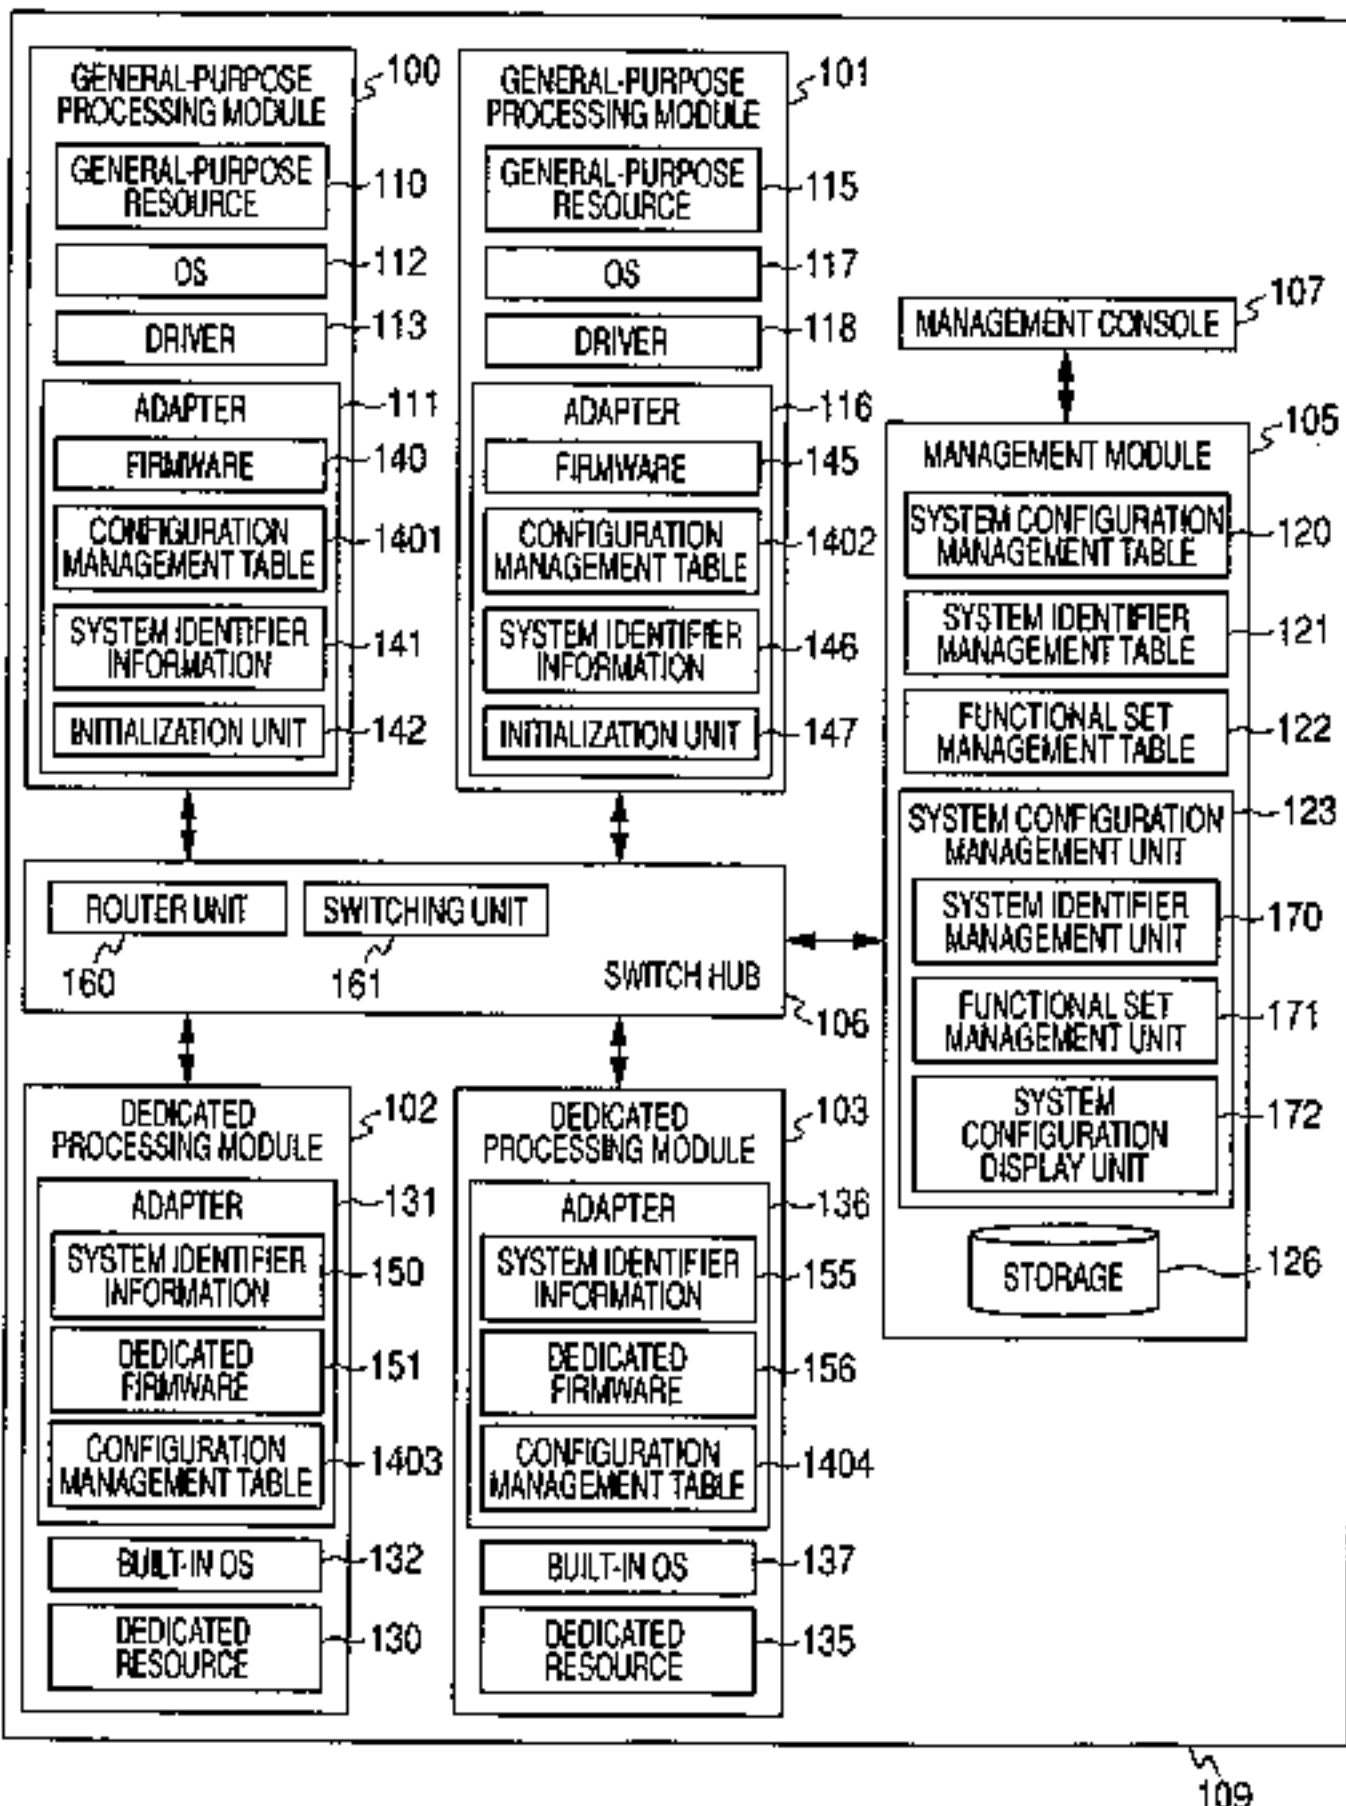 GENERAL-PURPOSE
PROCESSING MODULE
100
GENERAL-PURPOSE
RESOURCE
110
OS
112
DRIVER
113
ADAPTER
111
FIRMWARE
140
CONFIGURATION
MANAGEMENT TABLE
1401
SYSTEM IDENTIFIER
INFORMATION
141
INITIALIZATION UNIT
142
GENERAL-PURPOSE
PROCESSING MODULE
101
GENERAL-PURPOSE
RESOURCE
115
OS
117
DRIVER
118
ADAPTER
116
FIRMWARE
145
CONFIGURATION
MANAGEMENT TABLE
1402
SYSTEM IDENTIFIER
INFORMATION
146
INITIALIZATION UNIT
147
MANAGEMENT CONSOLE
107
MANAGEMENT MODULE
105
SYSTEM CONFIGURATION
MANAGEMENT TABLE
120
SYSTEM IDENTIFIER
MANAGEMENT TABLE
121
FUNCTIONAL SET
MANAGEMENT TABLE
122
SYSTEM CONFIGURATION
MANAGEMENT UNIT
123
SYSTEM IDENTIFIER
MANAGEMENT UNIT
170
FUNCTIONAL SET
MANAGEMENT UNIT
171
SYSTEM
CONFIGURATION
DISPLAY UNIT
172
STORAGE
126
ROUTER UNIT
160
SWITCHING UNIT
161
SWITCH HUB
106
DEDICATED
PROCESSING MODULE
102
ADAPTER
131
SYSTEM IDENTIFIER
INFORMATION
150
DEDICATED
FIRMWARE
151
CONFIGURATION
MANAGEMENT TABLE
1403
BUILT-IN OS
132
DEDICATED
RESOURCE
130
DEDICATED
PROCESSING MODULE
103
ADAPTER
136
SYSTEM IDENTIFIER
INFORMATION
155
DEDICATED
FIRMWARE
156
CONFIGURATION
MANAGEMENT TABLE
1404
BUILT-IN OS
137
DEDICATED
RESOURCE
135
109